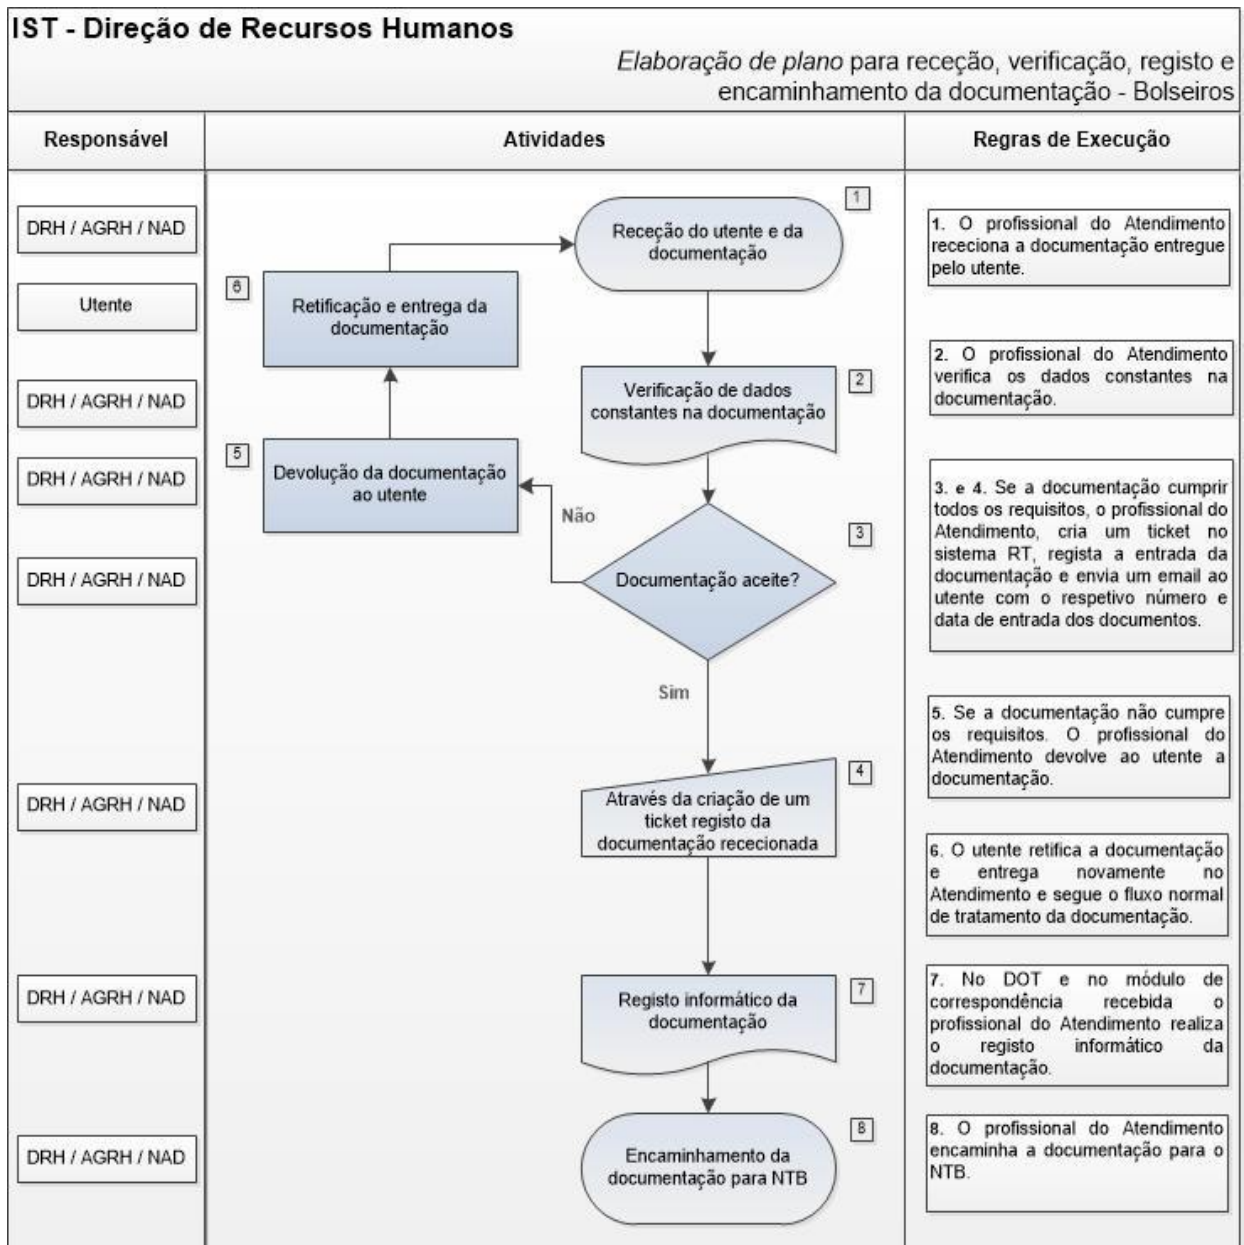 IST - Direção de Recursos Humanos
Elaboração de plano para receção, verificação, registo e
encaminhamento da documentação - Bolseiros
Responsável
Atividades
Regras de Execução
DRH / AGRH / NAD
Utente
DRH / AGRH / NAD
DRH / AGRH / NAD
DRH / AGRH / NAD
DRH / AGRH / NAD
DRH / AGRH / NAD
DRH / AGRH / NAD
1
Receção do utente e da
documentação
6
Retificação e entrega da
documentação
2
Verificação de dados
constantes na documentação
5
Devolução da documentação
ao utente
Não
3
Documentação aceite?
Sim
4
Através da criação de um
ticket registo da
documentação rececionada
7
Registo informático da
documentação
8
Encaminhamento da
documentação para NTB
1. O profissional do Atendimento
receciona a documentação entregue
pelo utente.
2. O profissional do Atendimento
verifica os dados constantes na
documentação.
3. e 4. Se a documentação cumprir
todos os requisitos, o profissional do
Atendimento, cria um ticket no
sistema RT, regista a entrada da
documentação e envia um email ao
utente com o respetivo número e
data de entrada dos documentos.
5. Se a documentação não cumpre
os requisitos. O profissional do
Atendimento devolve ao utente a
documentação.
6. O utente retifica a documentação
e entrega novamente no
Atendimento e segue o fluxo normal
de tratamento da documentação.
7. No DOT e no módulo de
correspondência recebida o
profissional do Atendimento realiza
o registo informático da
documentação.
8. O profissional do Atendimento
encaminha a documentação para o
NTB.